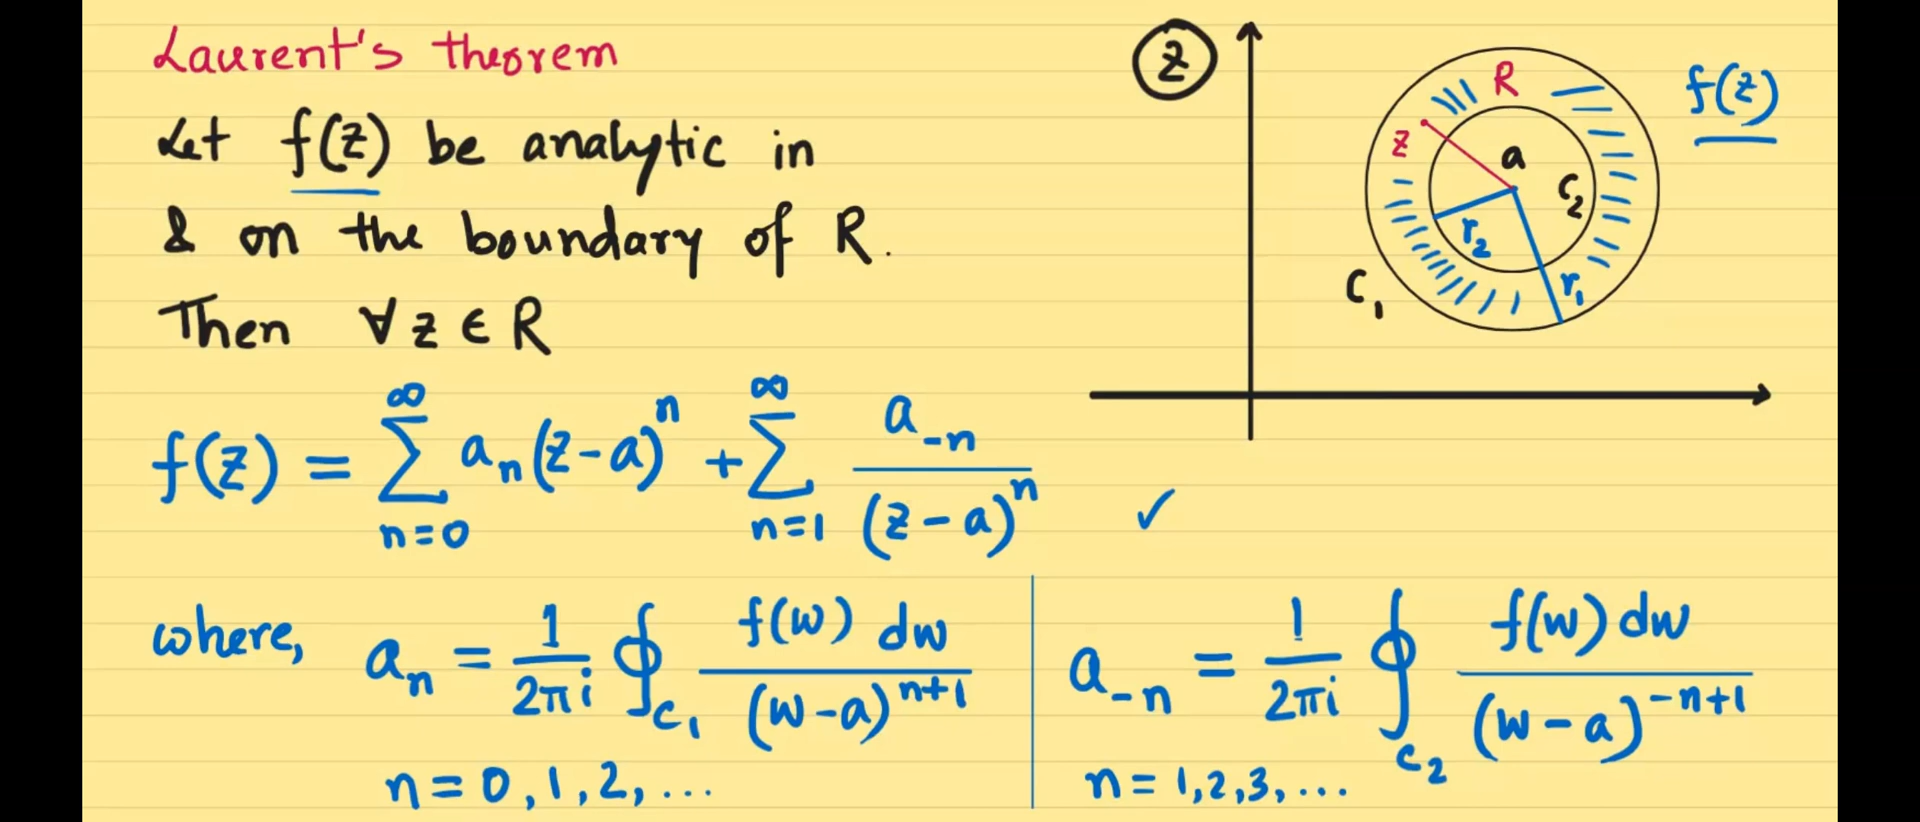 Laurent's theorem
Let f(z) be analytic in
& on the boundary of R.
Then ∀ z ∈ R
f(z) = ∑_{n=0}^{∞} a_n (z-a)^n + ∑_{n=1}^{∞} a_{-n} / (z-a)^n ✓
where, a_n = 1/(2πi) ∮_{C_1} f(w) dw / (w-a)^{n+1}
n = 0, 1, 2, ...
a_{-n} = 1/(2πi) ∮_{C_2} f(w) dw / (w-a)^{-n+1}
n = 1, 2, 3, ...
z
R
f(z)
z
a
C_2
r_2
C_1
r_1